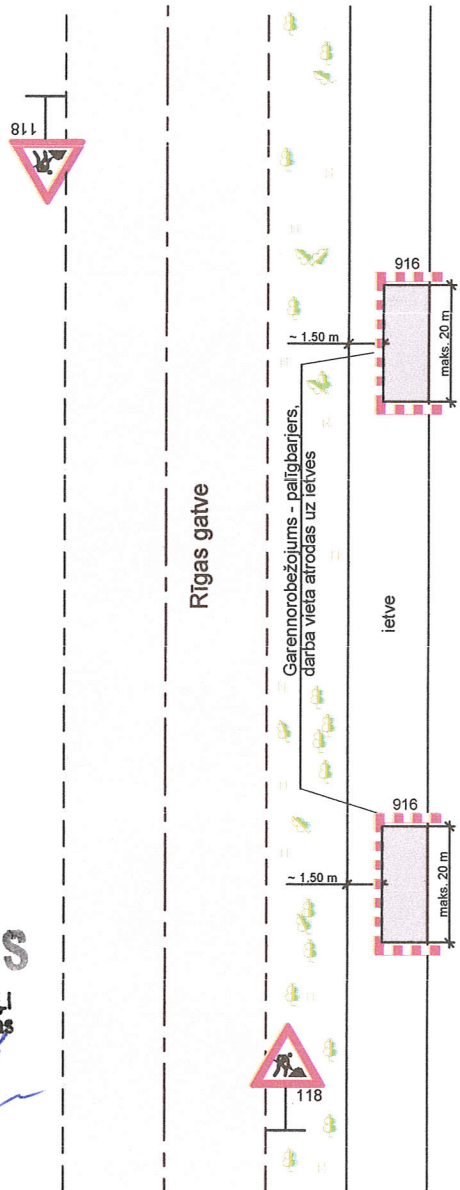 118
Rīgas gatve
Garennorobežojums - palīgbarjers,
darba vieta atrodas uz ietves
~ 1.50 m
916
maks. 20 m
ietve
~ 1.50 m
916
maks. 20 m
118